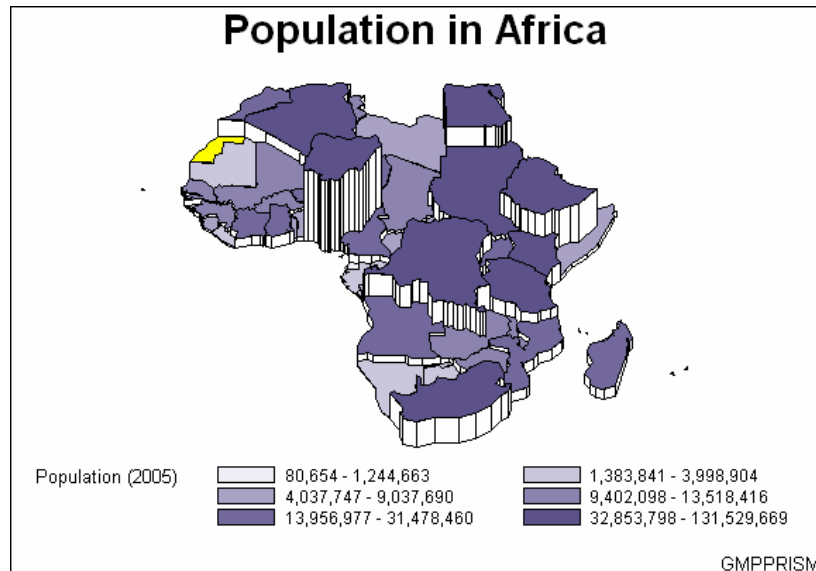 Population in Africa
Population (2005)
80,654 - 1,244,663
1,383,841 - 3,998,904
4,037,747 - 9,037,690
9,402,098 - 13,518,416
13,956,977 - 31,478,460
32,853,798 - 131,529,669
GMPPRISM